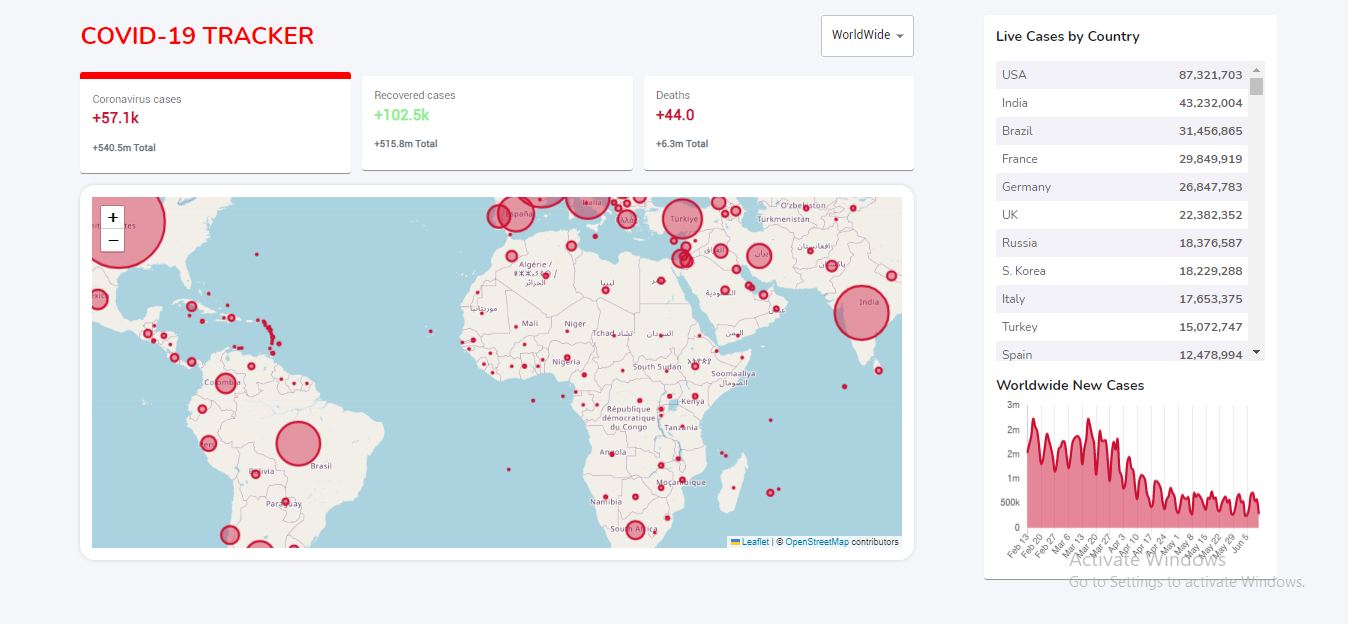 COVID-19 TRACKER
WorldWide
Coronavirus cases
+57.1k
+540.5m Total
Recovered cases
+102.5k
+515.8m Total
Deaths
+44.0
+6.3m Total
+
−
España
Italia
Türkiye
Oʻzbekiston
Türkmenistan
افغانستان
ایران
India
Algérie /
الجزائر
ليبيا
موريتانيا
Mali
Niger
Tchad تشاد
السودان
اليمن
Nigeria
South Sudan
Soomaaliya
الصومال
Colombia
République
démocratique
du Congo
Kenya
Tanzania
Perú
Brasil
Bolivia
Angola
Moçambique
Namibia
Paraguay
South Africa
Leaflet | © OpenStreetMap contributors
Live Cases by Country
USA 87,321,703
India 43,232,004
Brazil 31,456,865
France 29,849,919
Germany 26,847,783
UK 22,382,352
Russia 18,376,587
S. Korea 18,229,288
Italy 17,653,375
Turkey 15,072,747
Spain 12,478,994
Worldwide New Cases
3m
2m
2m
1m
500k
0
Feb 13 Feb 20 Feb 27 Mar 6 Mar 13 Mar 20 Mar 27 Apr 3 Apr 10 Apr 17 Apr 24 May 1 May 8 May 15 May 22 May 29 Jun 5
Activate Windows
Go to Settings to activate Windows.